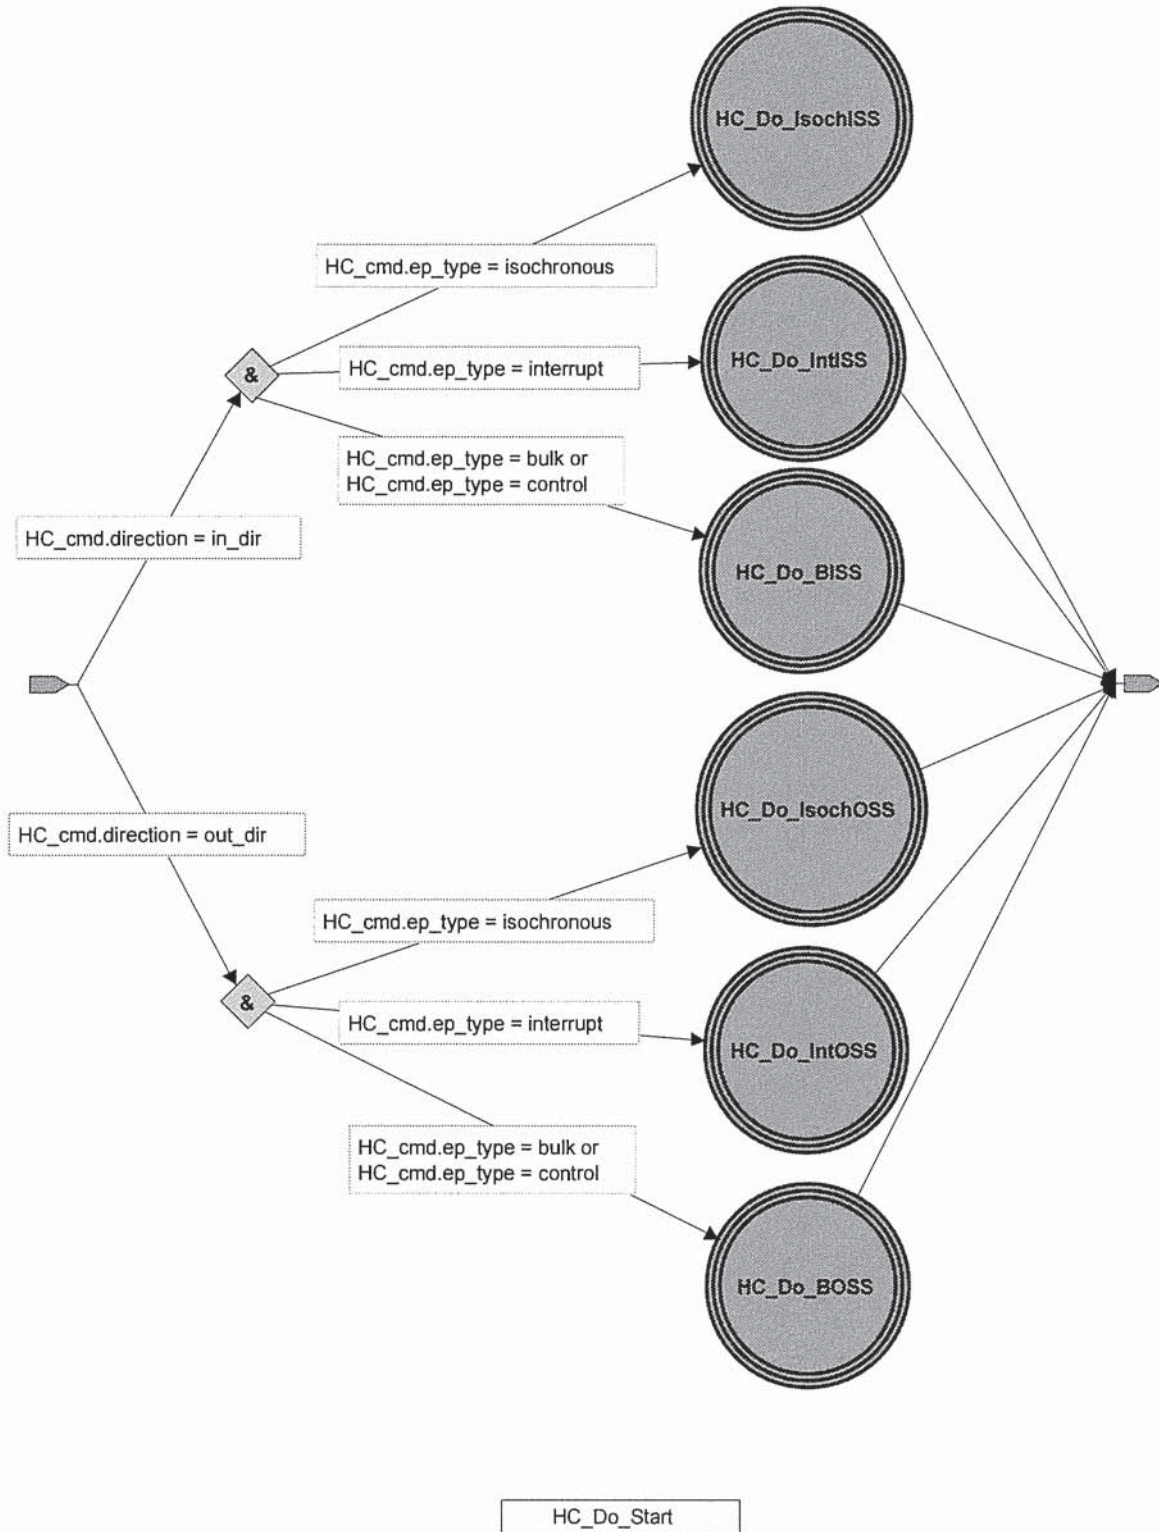 HC_Do_IsochISS
HC_cmd.ep_type = isochronous
HC_Do_IntISS
HC_cmd.ep_type = interrupt
&
HC_cmd.ep_type = bulk or
HC_cmd.ep_type = control
HC_cmd.direction = in_dir
HC_Do_BISS
HC_Do_IsochOSS
HC_cmd.direction = out_dir
HC_cmd.ep_type = isochronous
&
HC_cmd.ep_type = interrupt
HC_Do_IntOSS
HC_cmd.ep_type = bulk or
HC_cmd.ep_type = control
HC_Do_BOSS
HC_Do_Start